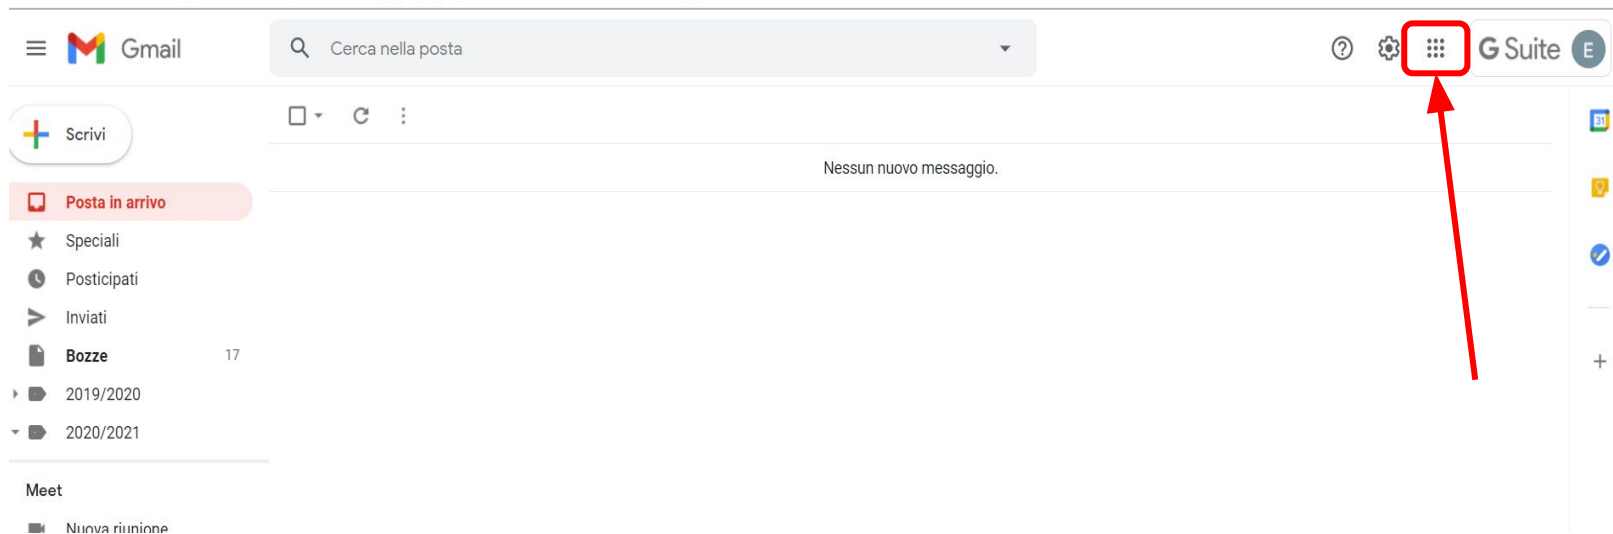 Gmail
Cerca nella posta
G Suite
E
Scrivi
31
Nessun nuovo messaggio.
Posta in arrivo
Speciali
Posticipati
Inviati
Bozze 17
2019/2020
2020/2021
Meet
Nuova riunione